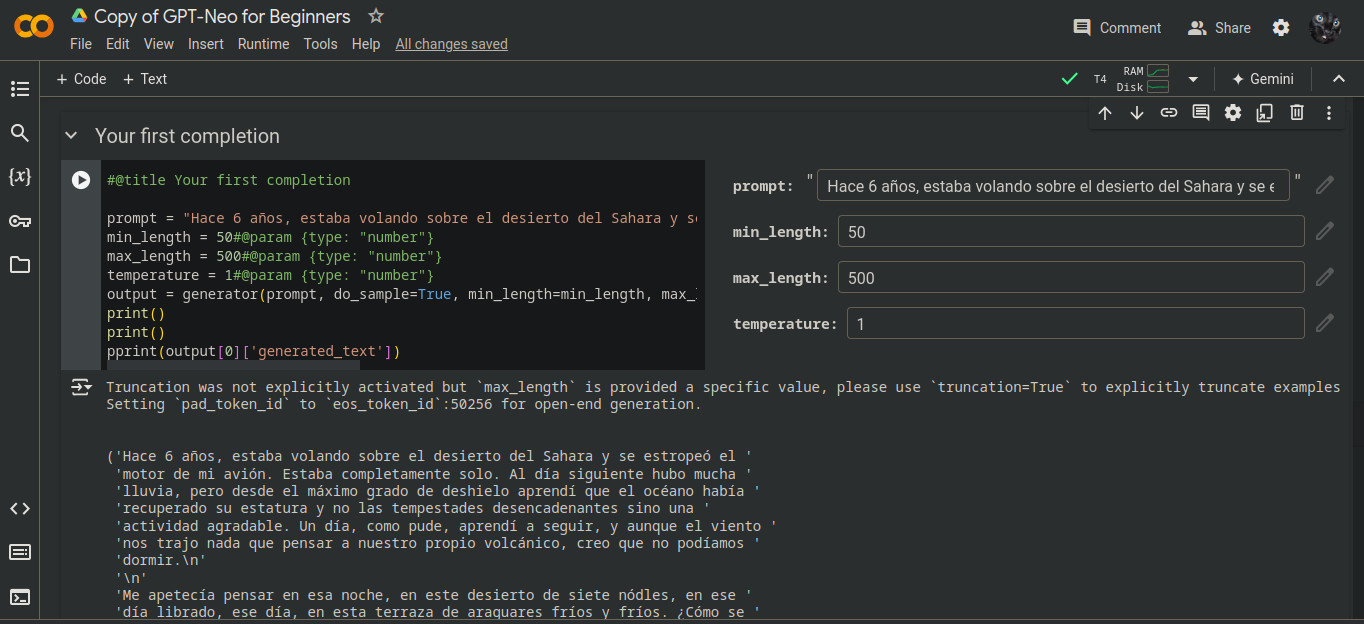 Copy of GPT-Neo for Beginners
File Edit View Insert Runtime Tools Help All changes saved
Comment Share
+ Code + Text
T4 RAM Disk Gemini
Your first completion
#@title Your first completion
prompt = "Hace 6 años, estaba volando sobre el desierto del Sahara y se
min_length = 50#@param {type: "number"}
max_length = 500#@param {type: "number"}
temperature = 1#@param {type: "number"}
output = generator(prompt, do_sample=True, min_length=min_length, max_l
print()
print()
pprint(output[0]['generated_text'])
prompt: " Hace 6 años, estaba volando sobre el desierto del Sahara y se e "
min_length: 50
max_length: 500
temperature: 1
{x}
Truncation was not explicitly activated but `max_length` is provided a specific value, please use `truncation=True` to explicitly truncate examples
Setting `pad_token_id` to `eos_token_id`:50256 for open-end generation.
('Hace 6 años, estaba volando sobre el desierto del Sahara y se estropeó el '
'motor de mi avión. Estaba completamente solo. Al día siguiente hubo mucha '
'lluvia, pero desde el máximo grado de deshielo aprendí que el océano había '
'recuperado su estatura y no las tempestades desencadenantes sino una '
'actividad agradable. Un día, como pude, aprendí a seguir, y aunque el viento '
'nos trajo nada que pensar a nuestro propio volcánico, creo que no podíamos '
'dormir.\n'
'\n'
'Me apetecía pensar en esa noche, en este desierto de siete nódles, en ese '
'día librado, ese día, en esta terraza de araquares fríos y fríos. ¿Cómo se '